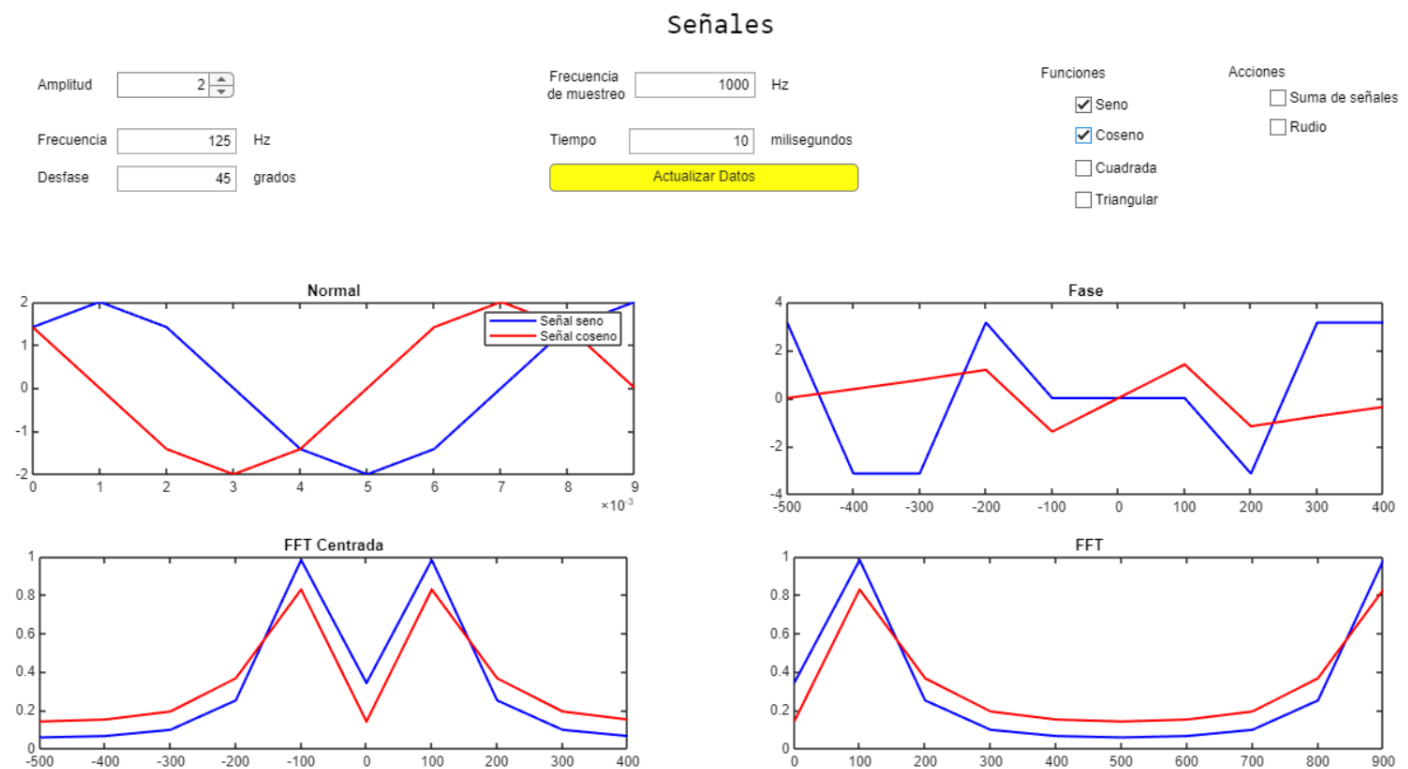 Señales
Amplitud 2
Frecuencia 125 Hz
Desfase 45 grados
Frecuencia
de muestreo 1000 Hz
Tiempo 10 milisegundos
Actualizar Datos
Funciones
Seno
Coseno
Cuadrada
Triangular
Acciones
Suma de señales
Rudio
Normal
Señal seno
Señal coseno
2
1
0
-1
-2
0 1 2 3 4 5 6 7 8 9
×10⁻³
Fase
4
2
0
-2
-4
-500 -400 -300 -200 -100 0 100 200 300 400
FFT Centrada
1
0.8
0.6
0.4
0.2
0
-500 -400 -300 -200 -100 0 100 200 300 400
FFT
1
0.8
0.6
0.4
0.2
0
0 100 200 300 400 500 600 700 800 900